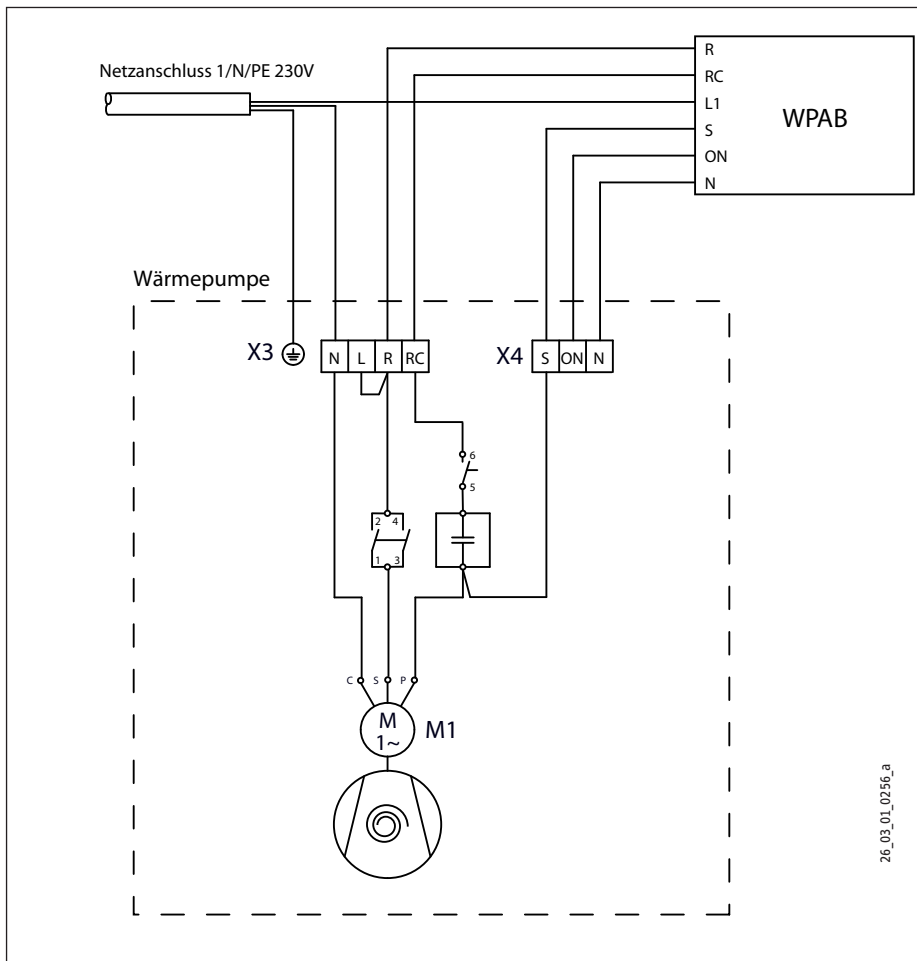 Netzanschluss 1/N/PE 230V
R
RC
L1
S
ON
N
WPAB
Wärmepumpe
X3
N L R RC
X4
S ON N
6
5
2 4
1 3
C S P
M
1~
M1
26_03_01_0256_a